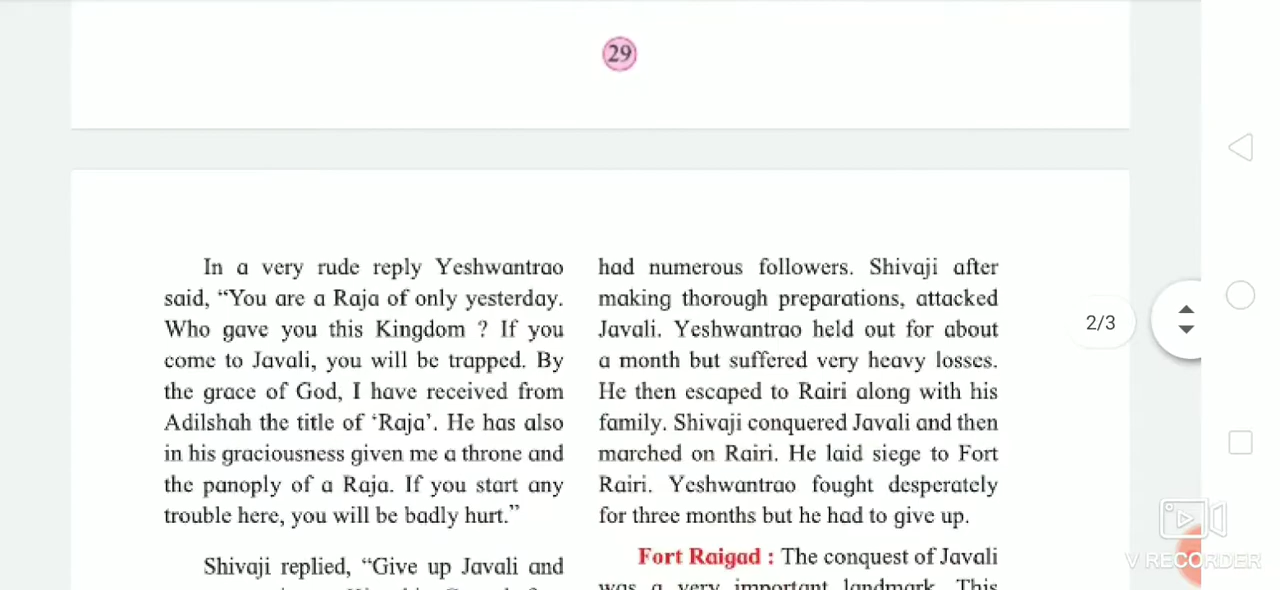 29
In a very rude reply Yeshwantrao
said, “You are a Raja of only yesterday.
Who gave you this Kingdom ? If you
come to Javali, you will be trapped. By
the grace of God, I have received from
Adilshah the title of ‘Raja’. He has also
in his graciousness given me a throne and
the panoply of a Raja. If you start any
trouble here, you will be badly hurt.”
Shivaji replied, “Give up Javali and
had numerous followers. Shivaji after
making thorough preparations, attacked
Javali. Yeshwantrao held out for about
a month but suffered very heavy losses.
He then escaped to Rairi along with his
family. Shivaji conquered Javali and then
marched on Rairi. He laid siege to Fort
Rairi. Yeshwantrao fought desperately
for three months but he had to give up.
Fort Raigad : The conquest of Javali
was a very important landmark. This
2/3
V RECORDER